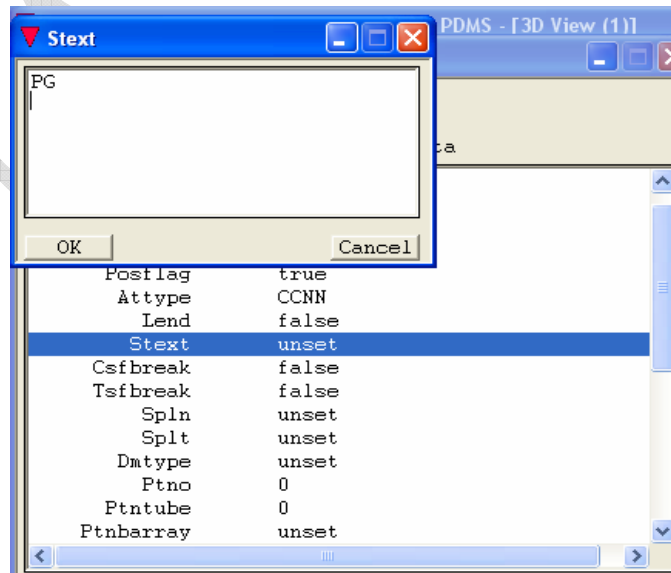 PDMS - [3D View (1)]
Stext
PG
ta
OK Cancel
Posflag true
Attype CCNN
Lend false
Stext unset
Csfbreak false
Tsfbreak false
Spln unset
Splt unset
Dmtype unset
Ptno 0
Ptntube 0
Ptnbarray unset